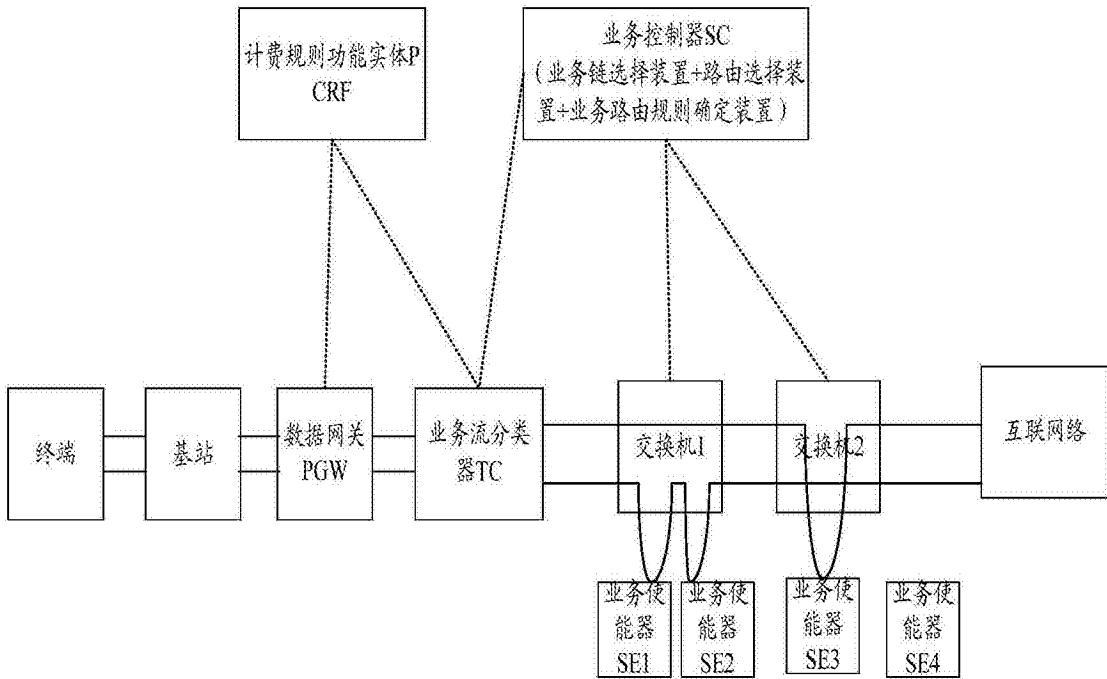 计费规则功能实体P
CRF
业务控制器SC
（业务链选择装置+路由选择装
置+业务路由规则确定装置）
终端
基站
数据网关
PGW
业务流分类
器TC
交换机1
交换机2
互联网络
业务使
能器
SE1
业务使
能器
SE2
业务使
能器
SE3
业务使
能器
SE4